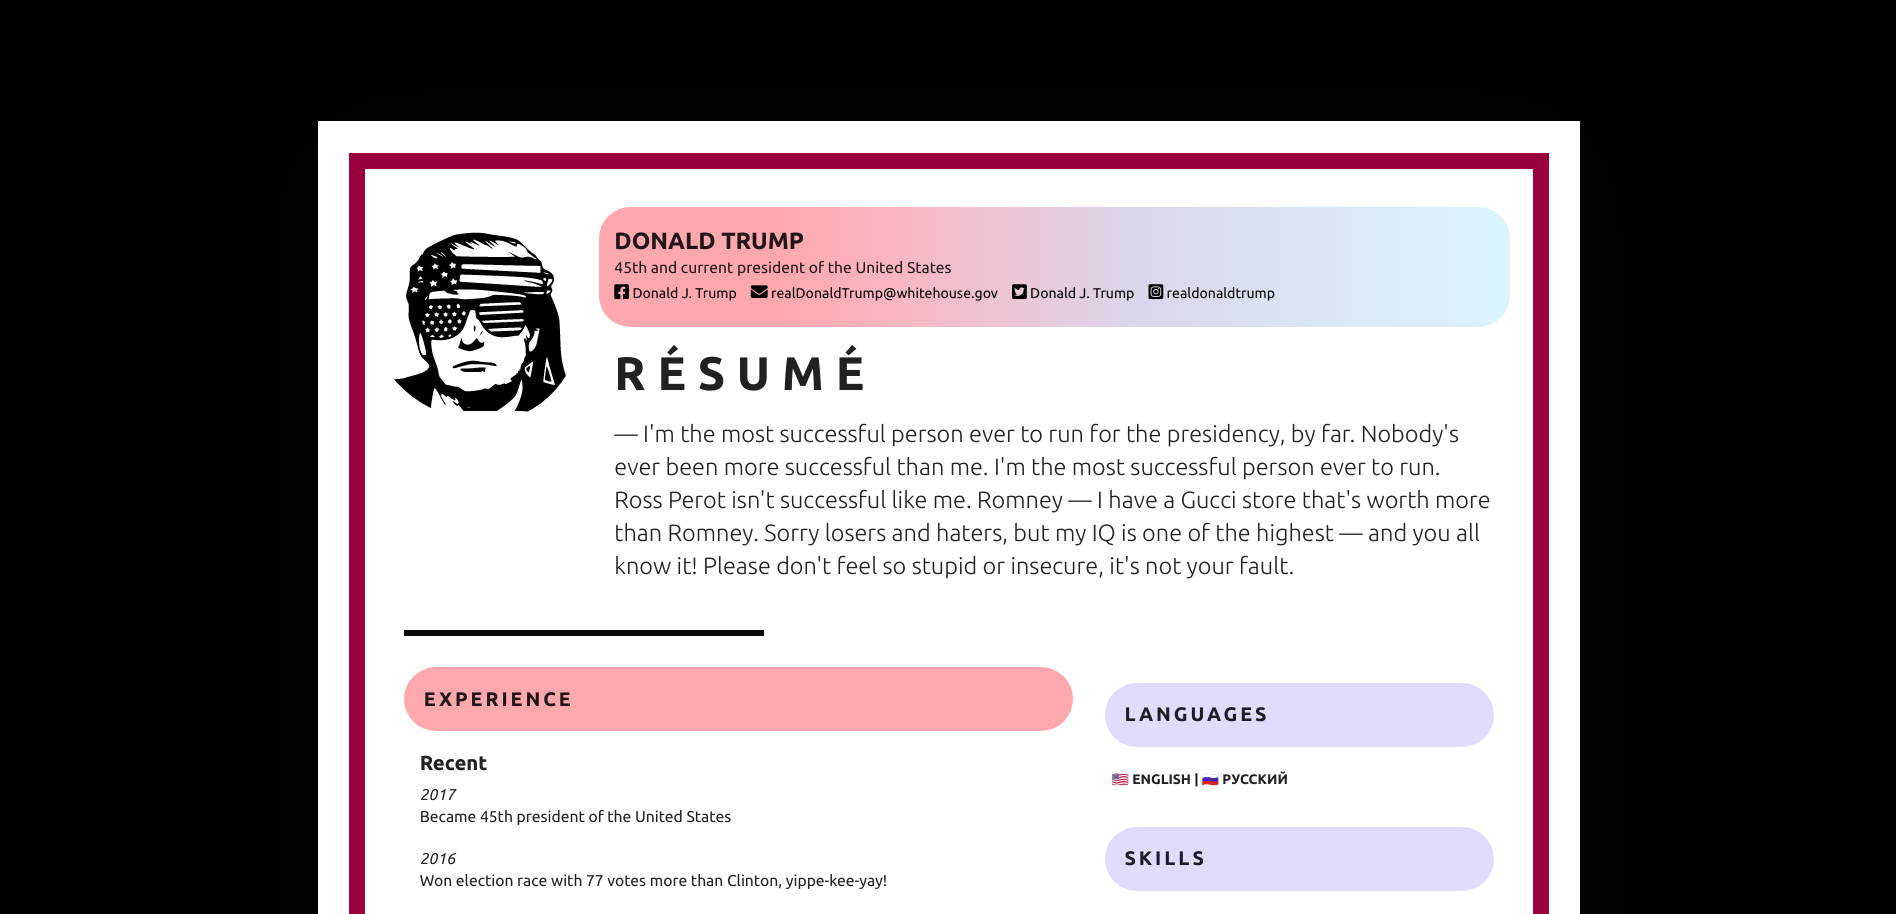 DONALD TRUMP
45th and current president of the United States
Donald J. Trump realDonaldTrump@whitehouse.gov Donald J. Trump realdonaldtrump
RÉSUMÉ
— I'm the most successful person ever to run for the presidency, by far. Nobody's
ever been more successful than me. I'm the most successful person ever to run.
Ross Perot isn't successful like me. Romney — I have a Gucci store that's worth more
than Romney. Sorry losers and haters, but my IQ is one of the highest — and you all
know it! Please don't feel so stupid or insecure, it's not your fault.
EXPERIENCE
Recent
2017
Became 45th president of the United States
2016
Won election race with 77 votes more than Clinton, yippe-kee-yay!
LANGUAGES
🇺🇸 ENGLISH | 🇷🇺 РУССКИЙ
SKILLS